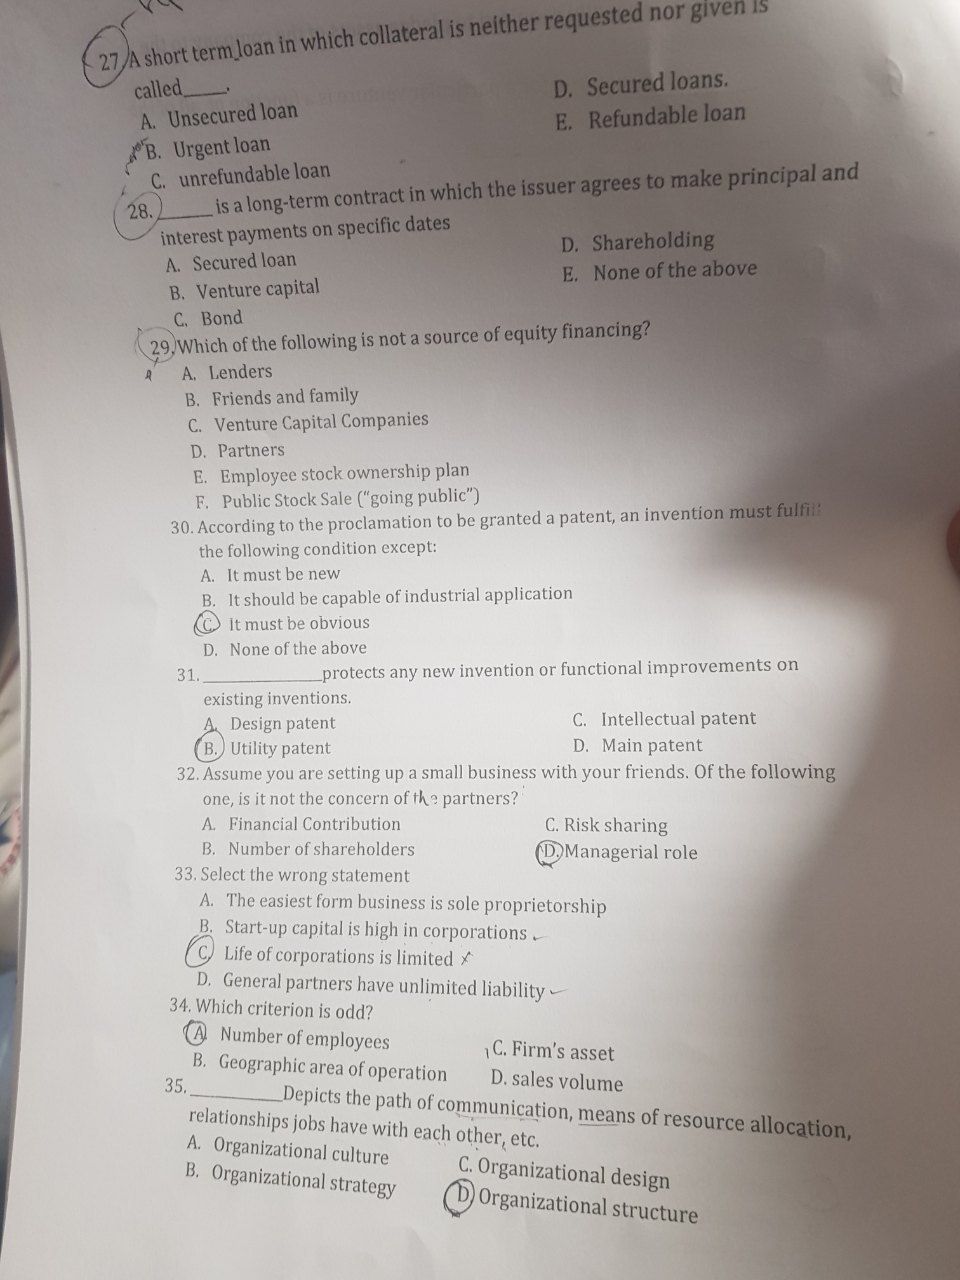 27. A short term loan in which collateral is neither requested nor given is
called_____.
A. Unsecured loan
B. Urgent loan
C. unrefundable loan
D. Secured loans.
E. Refundable loan
28. ______ is a long-term contract in which the issuer agrees to make principal and
interest payments on specific dates
A. Secured loan
B. Venture capital
C. Bond
D. Shareholding
E. None of the above
29. Which of the following is not a source of equity financing?
A. Lenders
B. Friends and family
C. Venture Capital Companies
D. Partners
E. Employee stock ownership plan
F. Public Stock Sale ("going public")
30. According to the proclamation to be granted a patent, an invention must fulfill
the following condition except:
A. It must be new
B. It should be capable of industrial application
C. It must be obvious
D. None of the above
31. _____________protects any new invention or functional improvements on
existing inventions.
A. Design patent
B. Utility patent
C. Intellectual patent
D. Main patent
32. Assume you are setting up a small business with your friends. Of the following
one, is it not the concern of the partners?
A. Financial Contribution
B. Number of shareholders
C. Risk sharing
D. Managerial role
33. Select the wrong statement
A. The easiest form business is sole proprietorship
B. Start-up capital is high in corporations
C. Life of corporations is limited
D. General partners have unlimited liability
34. Which criterion is odd?
A. Number of employees
B. Geographic area of operation
C. Firm's asset
D. sales volume
35. __________Depicts the path of communication, means of resource allocation,
relationships jobs have with each other, etc.
A. Organizational culture
B. Organizational strategy
C. Organizational design
D Organizational structure